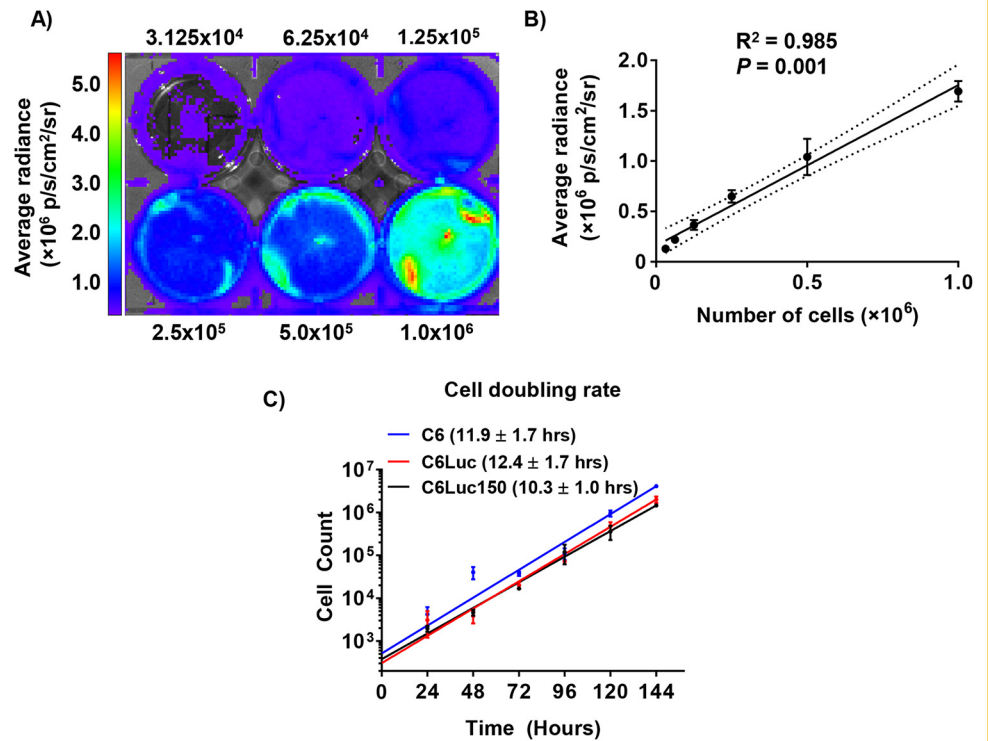 A)
3.125x10⁴ 6.25x10⁴ 1.25x10⁵
Average radiance
(×10⁶ p/s/cm²/sr)
5.0
4.0
3.0
2.0
1.0
2.5x10⁵ 5.0x10⁵ 1.0x10⁶
B)
R² = 0.985
P = 0.001
Average radiance
(×10⁶ p/s/cm²/sr)
2.0
1.5
1.0
0.5
0
0 0.5 1.0
Number of cells (×10⁶)
C)
Cell doubling rate
C6 (11.9 ± 1.7 hrs)
C6Luc (12.4 ± 1.7 hrs)
C6Luc150 (10.3 ± 1.0 hrs)
Cell Count
10⁷
10⁶
10⁵
10⁴
10³
0 24 48 72 96 120 144
Time (Hours)